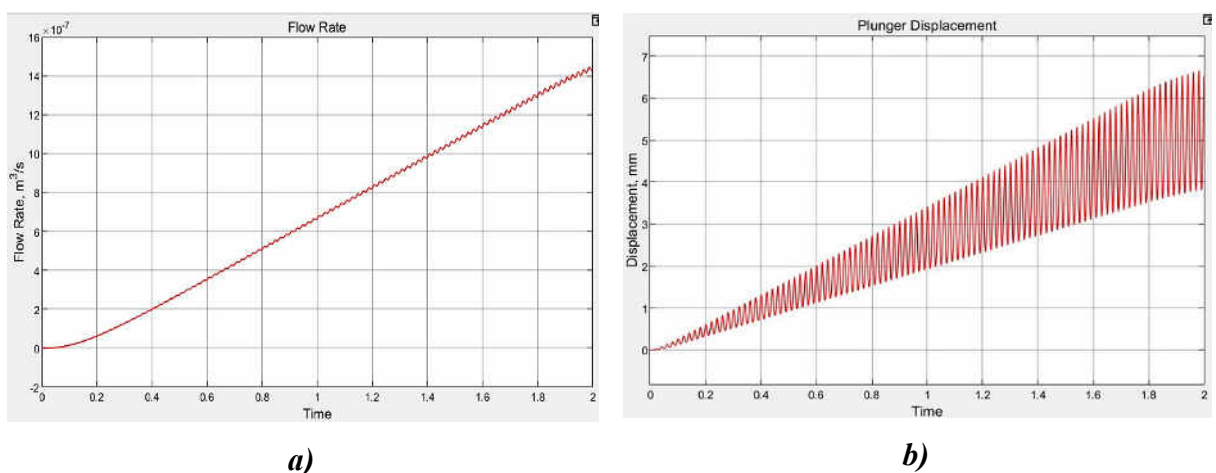 ×10⁻⁷
Flow Rate
16
14
12
10
8
6
4
2
0
-2
Flow Rate, m³/s
0 0.2 0.4 0.6 0.8 1 1.2 1.4 1.6 1.8 2
Time
a)
Plunger Displacement
7
6
5
4
3
2
1
0
Displacement, mm
0 0.2 0.4 0.6 0.8 1 1.2 1.4 1.6 1.8 2
Time
b)